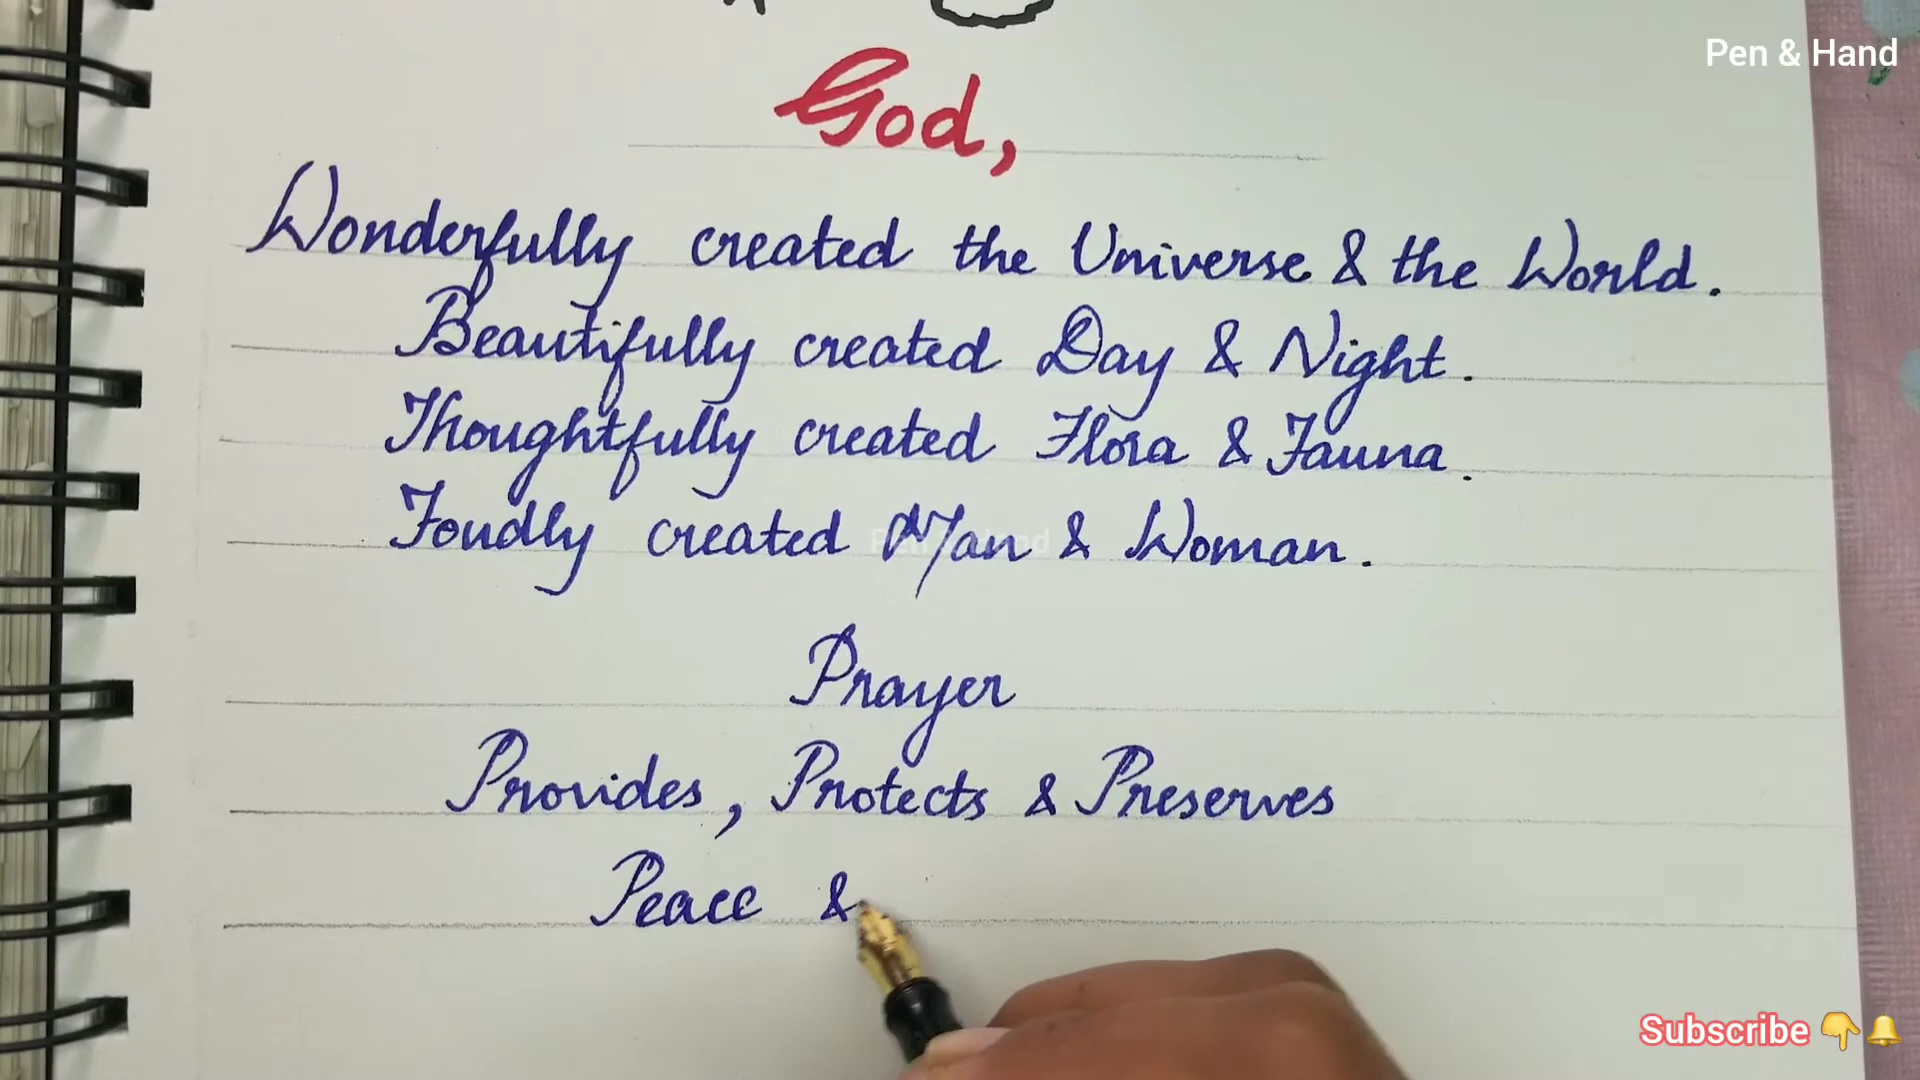 Pen & Hand
God,
Wonderfully created the Universe & the World.
Beautifully created Day & Night.
Thoughtfully created Flora & Fauna.
Fondly created Man & Woman.
Prayer
Provides, Protects & Preserves
Peace &
Subscribe 👇🔔